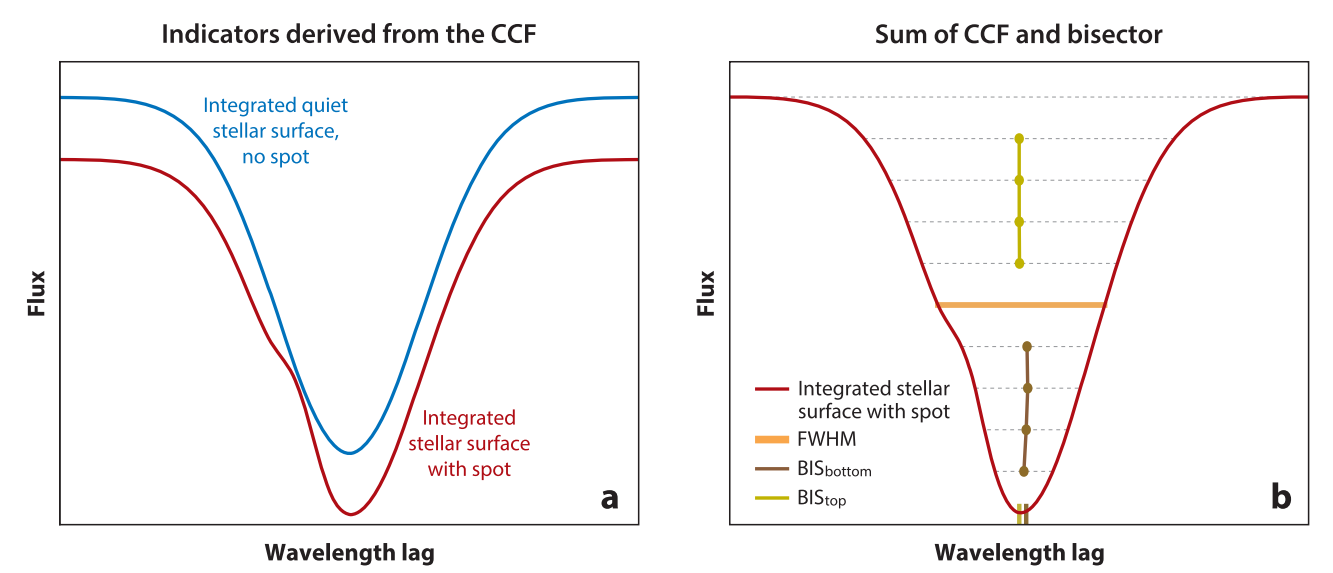 Indicators derived from the CCF
Integrated quiet
stellar surface,
no spot
Integrated
stellar surface
with spot
a
Flux
Wavelength lag
Sum of CCF and bisector
Integrated stellar
surface with spot
FWHM
BISbottom
BIStop
b
Flux
Wavelength lag